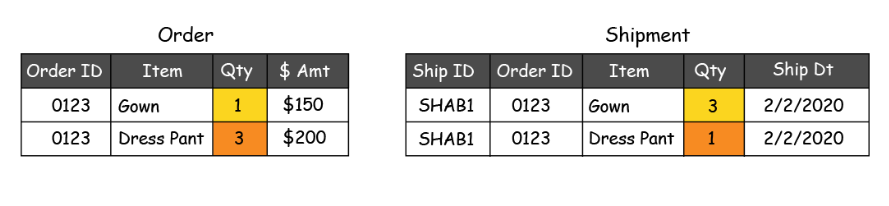 Order
Order ID Item Qty $ Amt
0123 Gown 1 $150
0123 Dress Pant 3 $200
Shipment
Ship ID Order ID Item Qty Ship Dt
SHAB1 0123 Gown 3 2/2/2020
SHAB1 0123 Dress Pant 1 2/2/2020